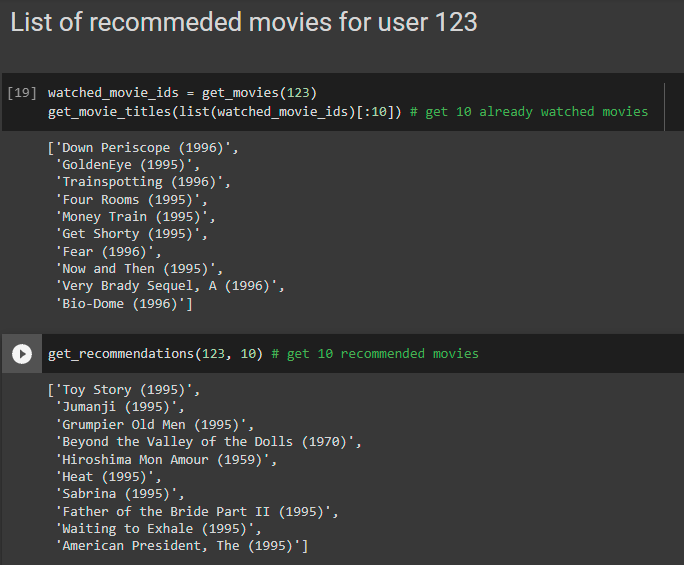 List of recommeded movies for user 123
[19] watched_movie_ids = get_movies(123)
get_movie_titles(list(watched_movie_ids)[:10]) # get 10 already watched movies
['Down Periscope (1996)',
'GoldenEye (1995)',
'Trainspotting (1996)',
'Four Rooms (1995)',
'Money Train (1995)',
'Get Shorty (1995)',
'Fear (1996)',
'Now and Then (1995)',
'Very Brady Sequel, A (1996)',
'Bio-Dome (1996)']
get_recommendations(123, 10) # get 10 recommended movies
['Toy Story (1995)',
'Jumanji (1995)',
'Grumpier Old Men (1995)',
'Beyond the Valley of the Dolls (1970)',
'Hiroshima Mon Amour (1959)',
'Heat (1995)',
'Sabrina (1995)',
'Father of the Bride Part II (1995)',
'Waiting to Exhale (1995)',
'American President, The (1995)']